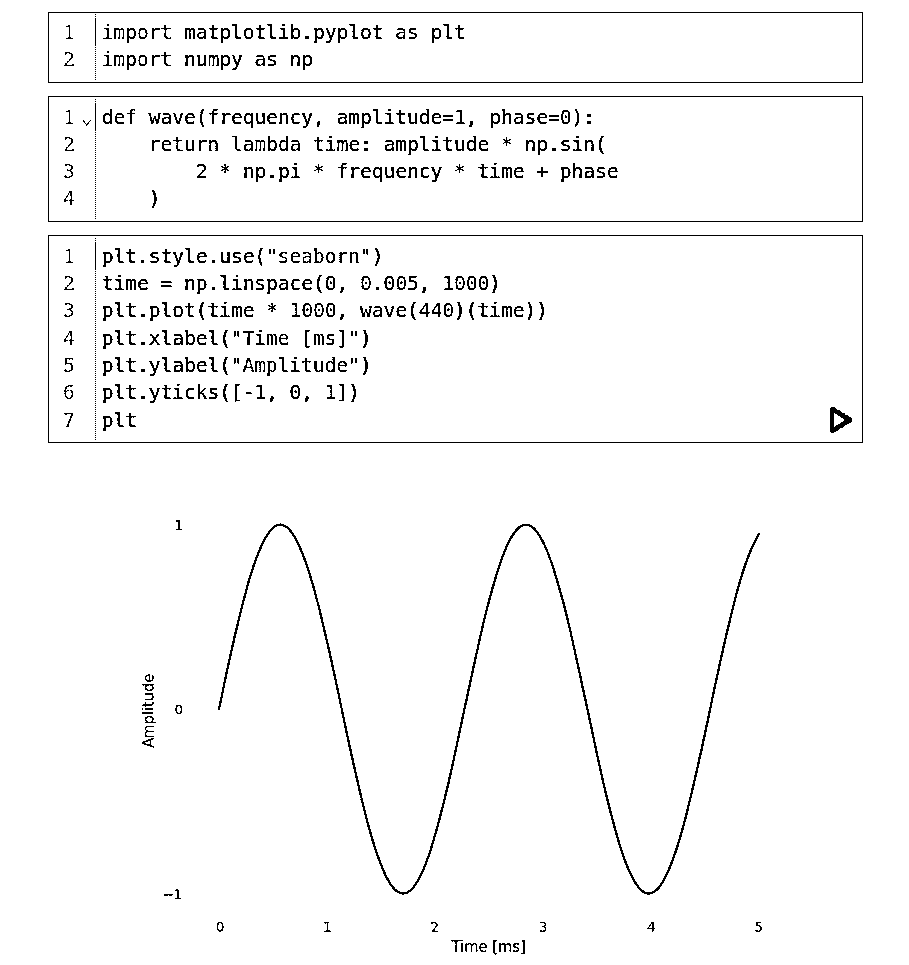 1 import matplotlib.pyplot as plt
2 import numpy as np
1 def wave(frequency, amplitude=1, phase=0):
2     return lambda time: amplitude * np.sin(
3         2 * np.pi * frequency * time + phase
4     )
1 plt.style.use("seaborn")
2 time = np.linspace(0, 0.005, 1000)
3 plt.plot(time * 1000, wave(440)(time))
4 plt.xlabel("Time [ms]")
5 plt.ylabel("Amplitude")
6 plt.yticks([-1, 0, 1])
7 plt
1
Amplitude
0
−1
0 1 2 3 4 5
Time [ms]